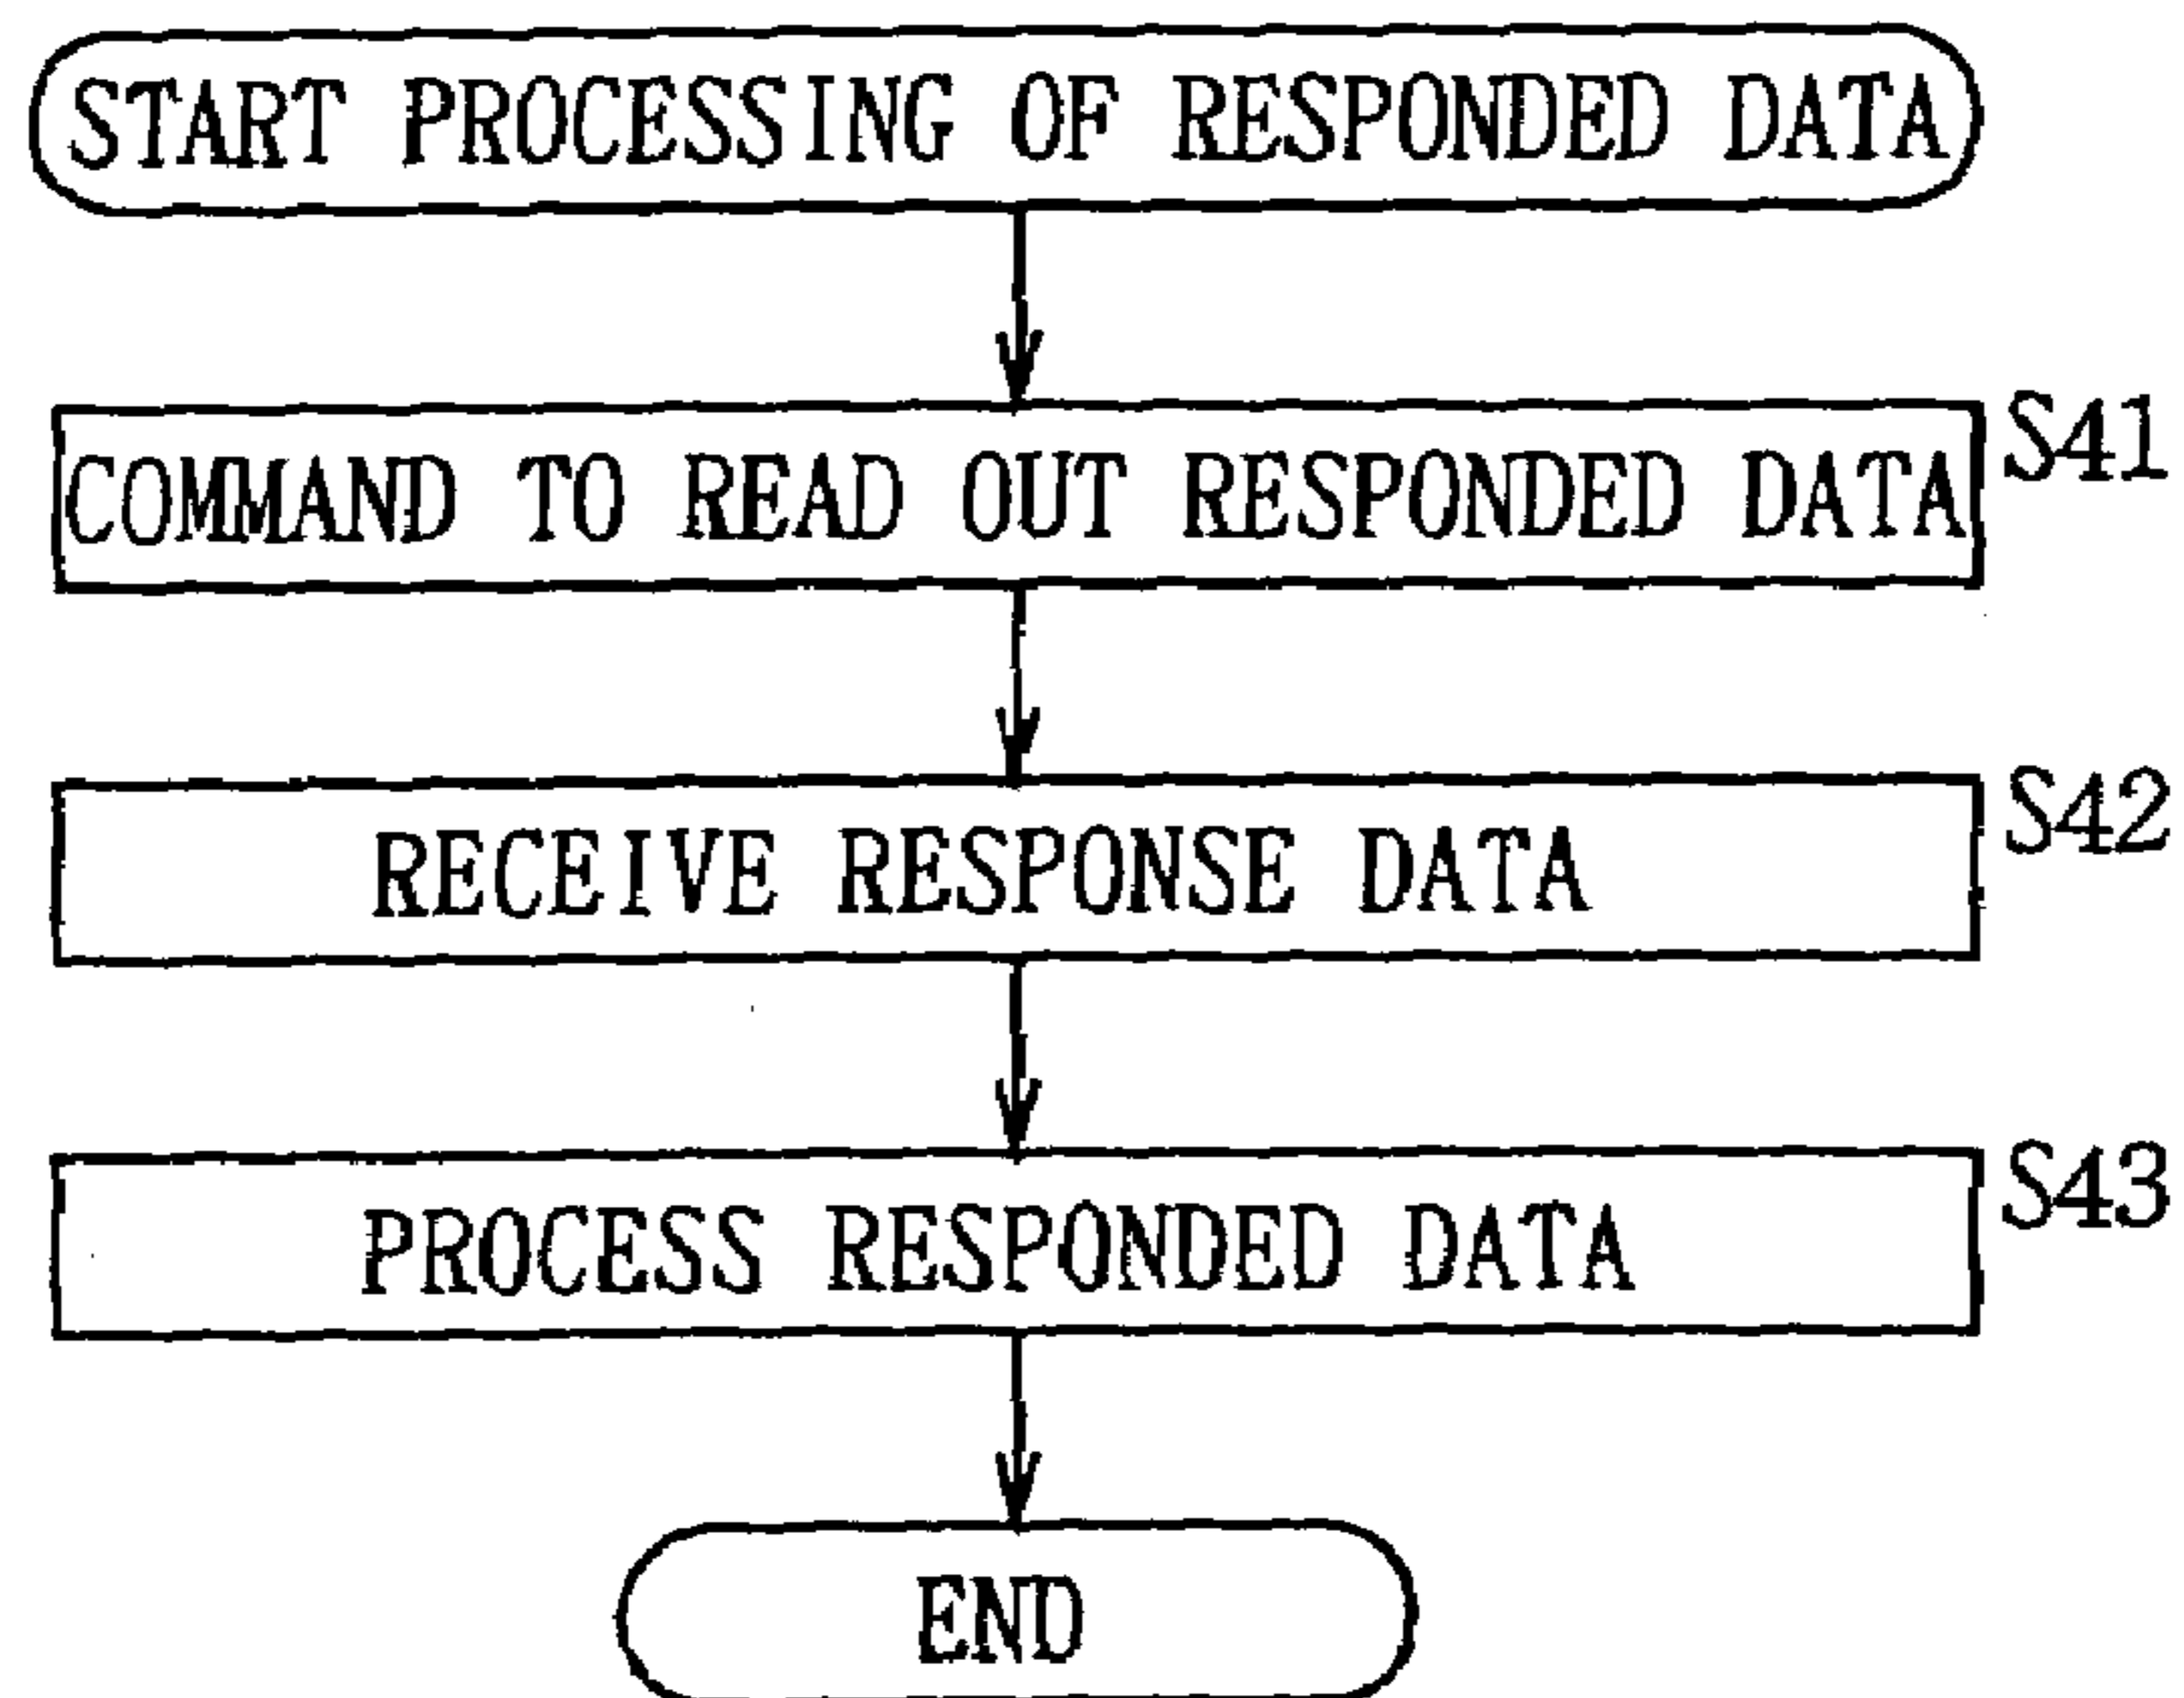 START PROCESSING OF RESPONDED DATA
COMMAND TO READ OUT RESPONDED DATA
S41
RECEIVE RESPONSE DATA
S42
PROCESS RESPONDED DATA
S43
END